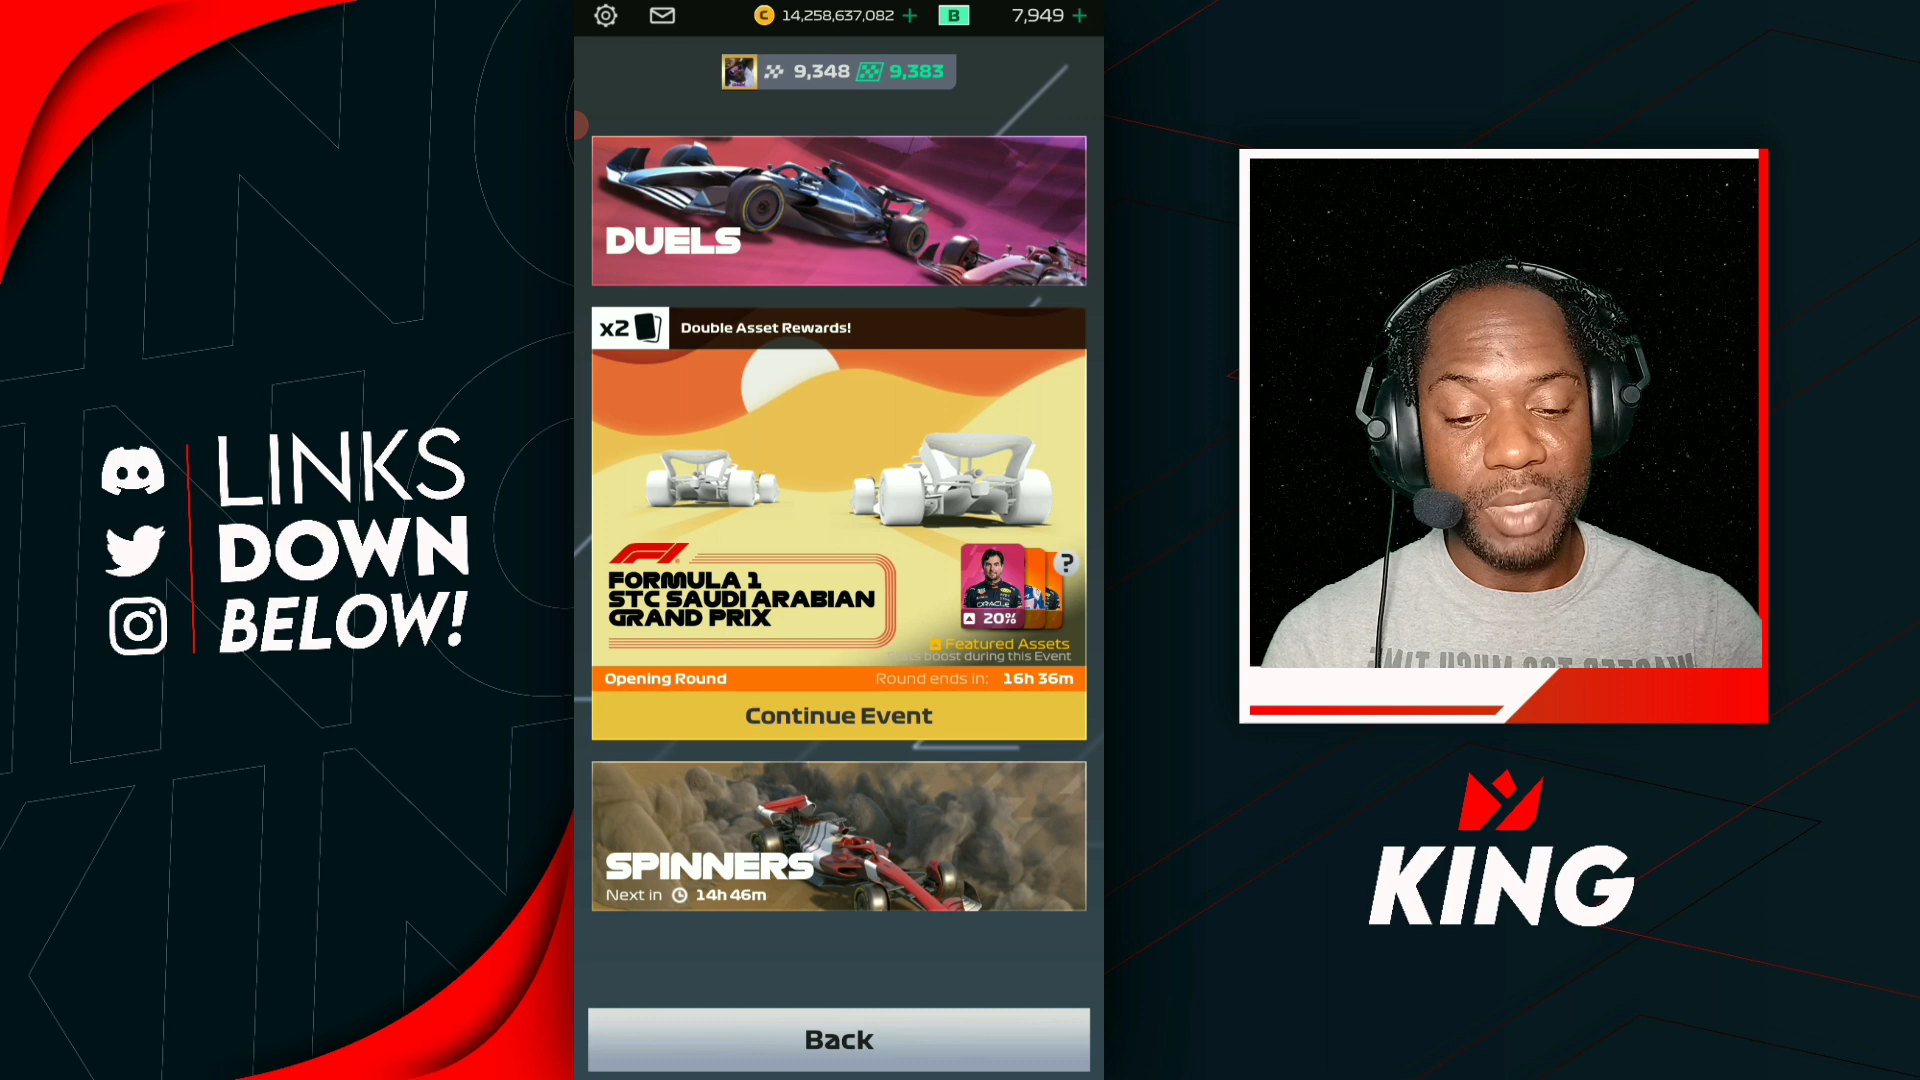 14,258,637,082
B
7,949
9,348
9,383
DUELS
x2
Double Asset Rewards!
FORMULA 1
STC SAUDI ARABIAN
GRAND PRIX
?
ORACLE
20%
Featured Assets
boost during this Event
Opening Round
Round ends in: 16h 36m
Continue Event
SPINNERS
Next in 14h 46m
Back
LINKS
DOWN
BELOW!
KING